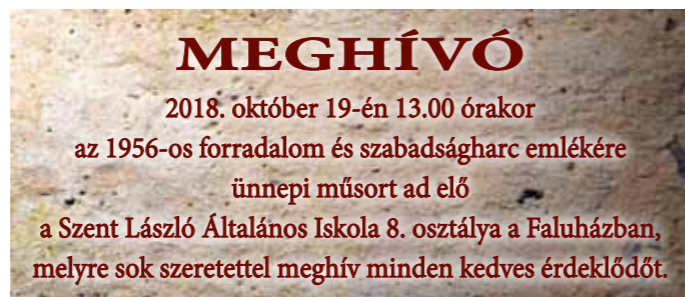 MEGHÍVÓ
2018. október 19-én 13.00 órakor
az 1956-os forradalom és szabadságharc emlékére
ünnepi műsort ad elő
a Szent László Általános Iskola 8. osztálya a Faluházban,
melyre sok szeretettel meghív minden kedves érdeklődőt.